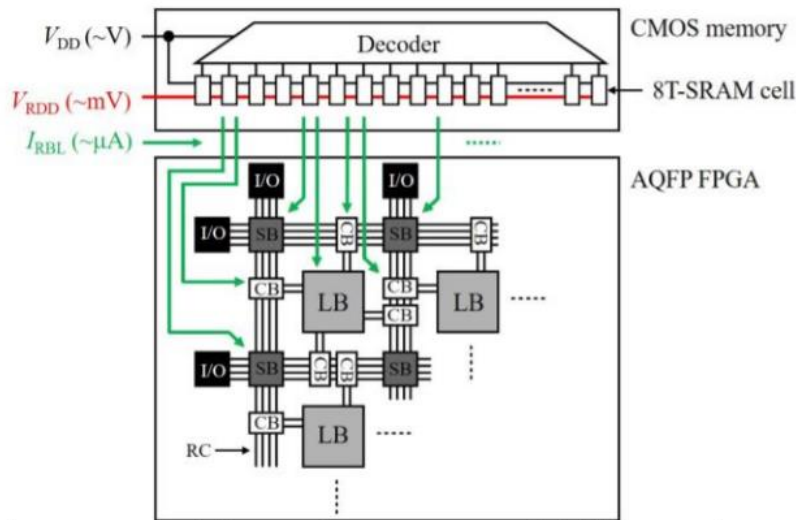 CMOS memory
V_DD (~V)
Decoder
8T-SRAM cell
V_RDD (~mV)
I_RBL (~μA)
AQFP FPGA
I/O
I/O
I/O
SB
CB
SB
CB
CB
LB
CB
LB
CB
I/O
SB
CB
CB
SB
CB
LB
RC